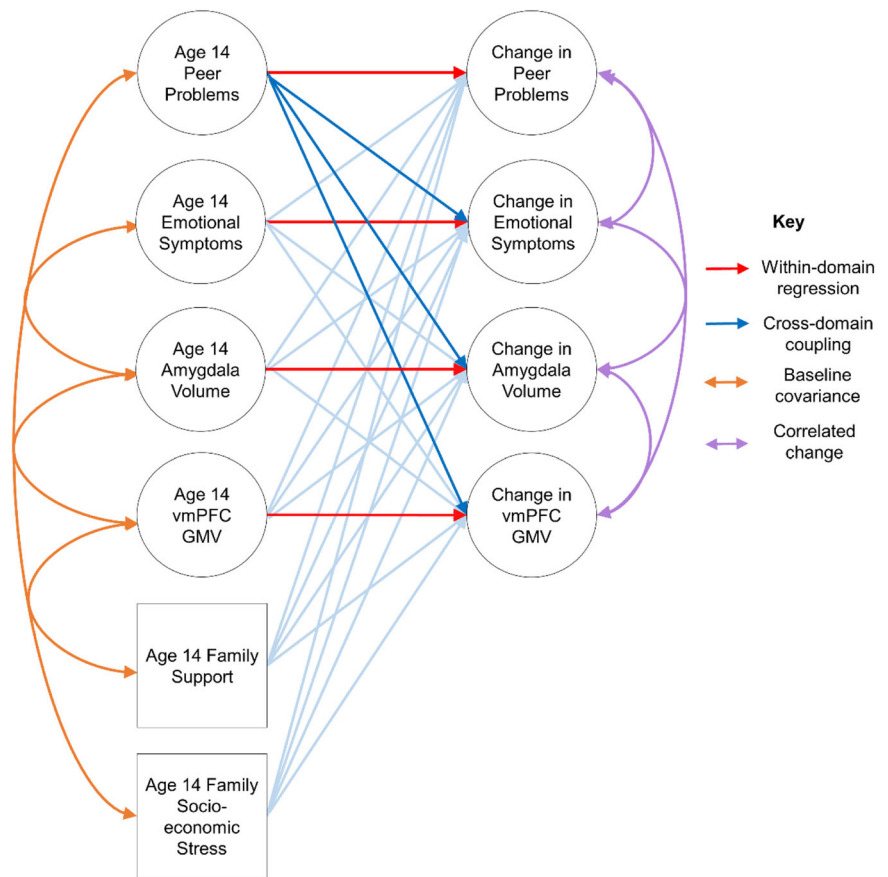 Age 14
Peer
Problems
Change in
Peer
Problems
Age 14
Emotional
Symptoms
Change in
Emotional
Symptoms
Age 14
Amygdala
Volume
Change in
Amygdala
Volume
Age 14
vmPFC
GMV
Change in
vmPFC
GMV
Age 14 Family
Support
Age 14 Family
Socio-
economic
Stress
Key
Within-domain
regression
Cross-domain
coupling
Baseline
covariance
Correlated
change